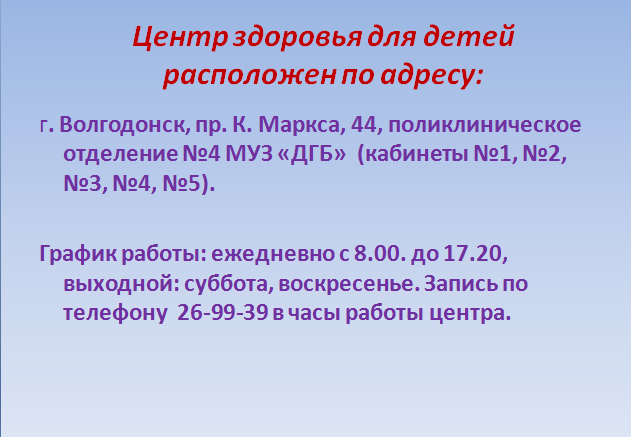 Центр здоровья для детей
расположен по адресу:
г. Волгодонск, пр. К. Маркса, 44, поликлиническое
отделение №4 МУЗ «ДГБ»  (кабинеты №1, №2,
№3, №4, №5).
График работы: ежедневно с 8.00. до 17.20,
выходной: суббота, воскресенье. Запись по
телефону  26-99-39 в часы работы центра.